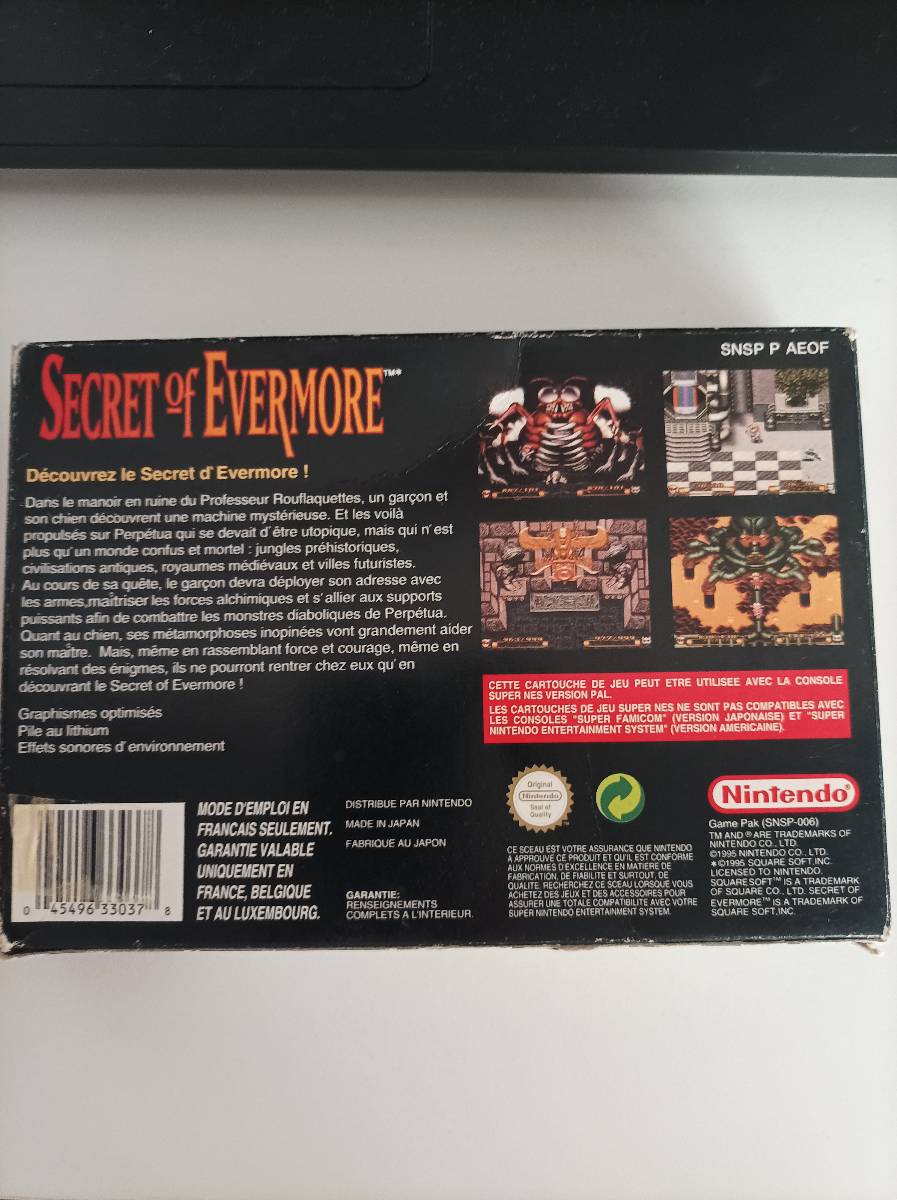 SNSP P AEOF
SECRET of EVERMORE™*
Découvrez le Secret d'Evermore !
Dans le manoir en ruine du Professeur Rouflaquettes, un garçon et
son chien découvrent une machine mystérieuse. Et les voilà
propulsés sur Perpétua qui se devait d'être utopique, mais qui n'est
plus qu'un monde confus et mortel : jungles préhistoriques,
civilisations antiques, royaumes médiévaux et villes futuristes.
Au cours de sa quête, le garçon devra déployer son adresse avec
les armes,maîtriser les forces alchimiques et s'allier aux supports
puissants afin de combattre les monstres diaboliques de Perpétua.
Quant au chien, ses métamorphoses inopinées vont grandement aider
son maître. Mais, même en rassemblant force et courage, même en
résolvant des énigmes, ils ne pourront rentrer chez eux qu'en
découvrant le Secret of Evermore !
Graphismes optimisés
Pile au lithium
Effets sonores d'environnement
CETTE CARTOUCHE DE JEU PEUT ETRE UTILISEE AVEC LA CONSOLE
SUPER NES VERSION PAL.
LES CARTOUCHES DE JEU SUPER NES NE SONT PAS COMPATIBLES AVEC
LES CONSOLES "SUPER FAMICOM" (VERSION JAPONAISE) ET "SUPER
NINTENDO ENTERTAINMENT SYSTEM" (VERSION AMERICAINE).
0 45496 33037 8
MODE D'EMPLOI EN
FRANCAIS SEULEMENT.
GARANTIE VALABLE
UNIQUEMENT EN
FRANCE, BELGIQUE
ET AU LUXEMBOURG.
DISTRIBUE PAR NINTENDO
MADE IN JAPAN
FABRIQUE AU JAPON
GARANTIE:
RENSEIGNEMENTS
COMPLETS A L'INTERIEUR.
Original
Nintendo
Seal of
Quality
CE SCEAU EST VOTRE ASSURANCE QUE NINTENDO
A APPROUVE CE PRODUIT ET QU'IL EST CONFORME
AUX NORMES D'EXCELLENCE EN MATIERE DE
FABRICATION, DE FIABILITE ET SURTOUT, DE
QUALITE. RECHERCHEZ CE SCEAU LORSQUE VOUS
ACHETEZ DES JEUX ET DES ACCESSOIRES POUR
ASSURER UNE TOTALE COMPATIBILITE AVEC VOTRE
SUPER NINTENDO ENTERTAINMENT SYSTEM.
Nintendo®
Game Pak (SNSP-006)
TM AND ® ARE TRADEMARKS OF
NINTENDO CO., LTD.
©1995 NINTENDO CO., LTD.
*©1995 SQUARE SOFT,INC.
LICENSED TO NINTENDO.
SQUARE SOFT™ IS A TRADEMARK
OF SQUARE CO., LTD. SECRET OF
EVERMORE™ IS A TRADEMARK OF
SQUARE SOFT,INC.